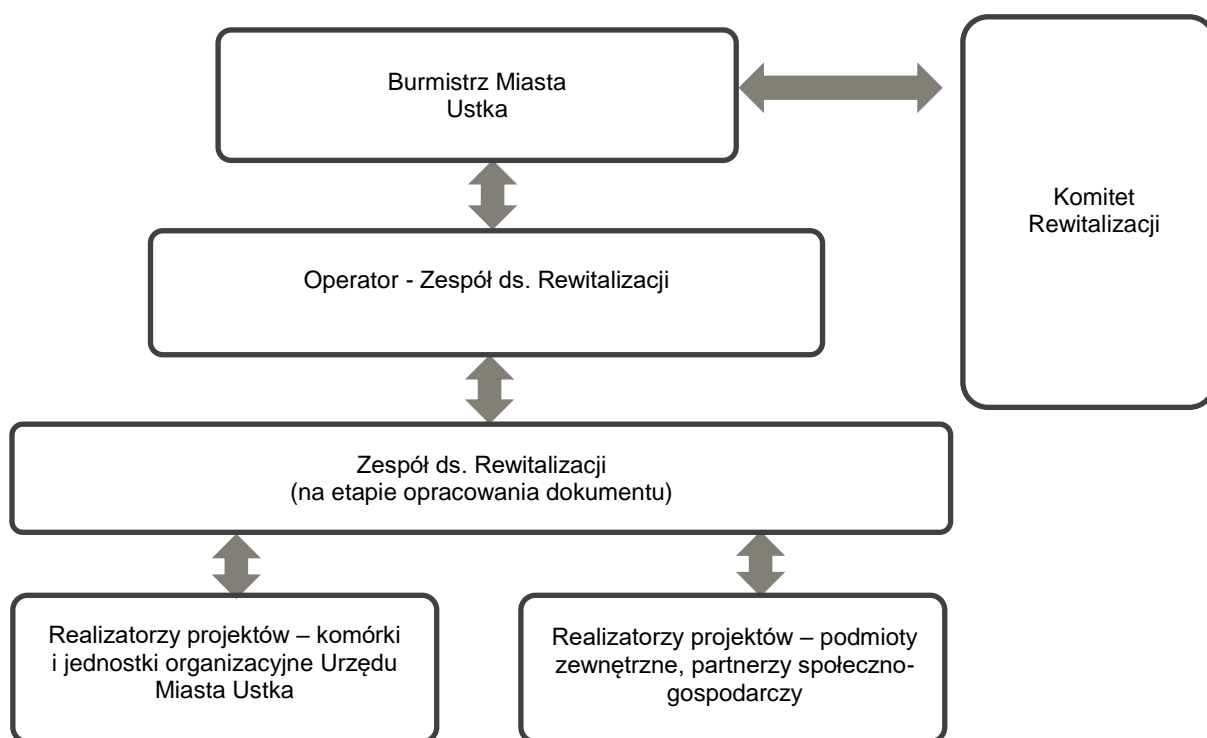 Burmistrz Miasta
Ustka
Komitet
Rewitalizacji
Operator - Zespół ds. Rewitalizacji
Zespół ds. Rewitalizacji
(na etapie opracowania dokumentu)
Realizatorzy projektów – komórki
i jednostki organizacyjne Urzędu
Miasta Ustka
Realizatorzy projektów – podmioty
zewnętrzne, partnerzy społeczno-
gospodarczy